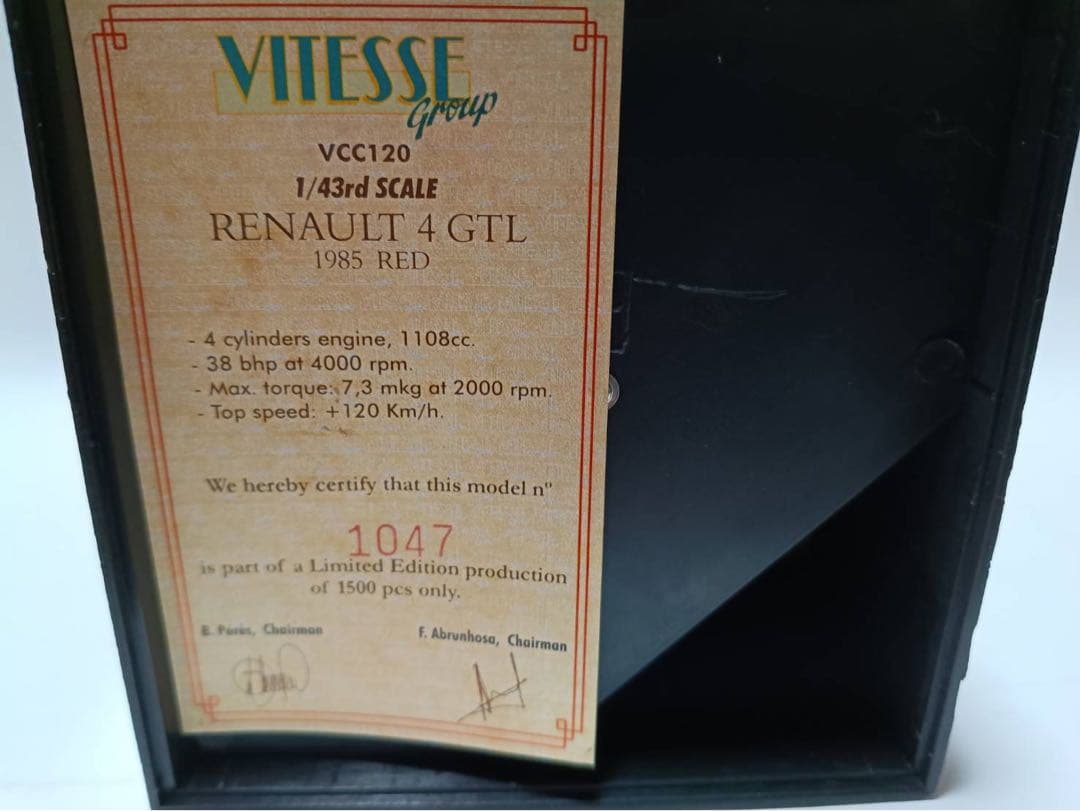 VITESSE
Group
VCC120
1/43rd SCALE
RENAULT 4 GTL
1985 RED
- 4 cylinders engine, 1108cc.
- 38 bhp at 4000 rpm.
- Max. torque: 7,3 mkg at 2000 rpm.
- Top speed: +120 Km/h.
We hereby certify that this model n"
1047
is part of a Limited Edition production
of 1500 pcs only.
E. Pères, Chairman
F. Abrunhosa, Chairman